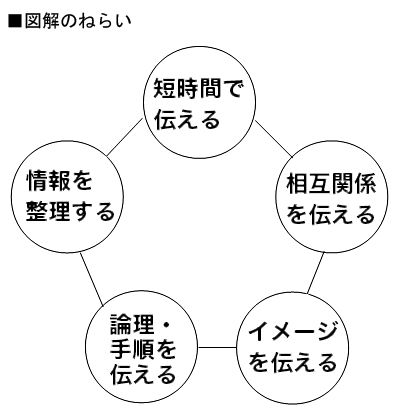 ■図解のねらい
短時間で
伝える
相互関係
を伝える
イメージ
を伝える
論理・
手順を
伝える
情報を
整理する